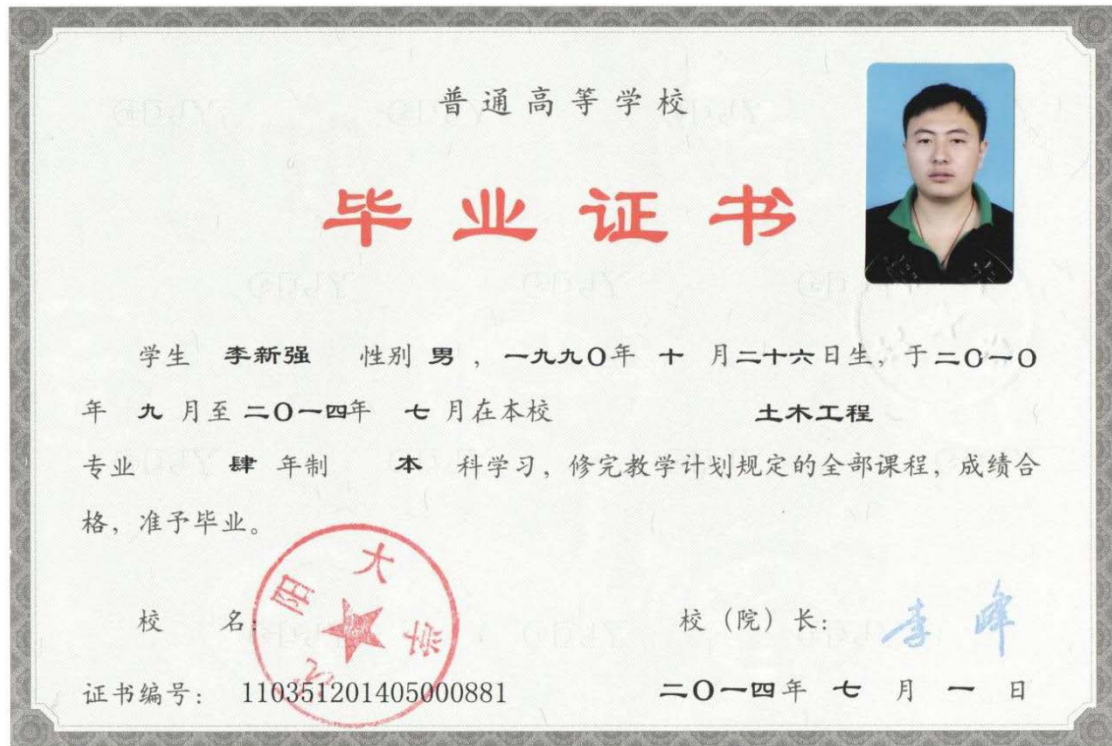 普通高等学校
毕业证书
学生 李新强 性别 男 ，一九九〇年 十 月二十六日生，于二〇一〇
年 九 月至 二〇一四年 七 月在本校 土木工程
专业 肆 年制 本 科学习，修完教学计划规定的全部课程，成绩合
格，准予毕业。
阳大学
校 名： 校（院）长： 李峰
证书编号： 110351201405000881 二〇一四年 七 月 一 日